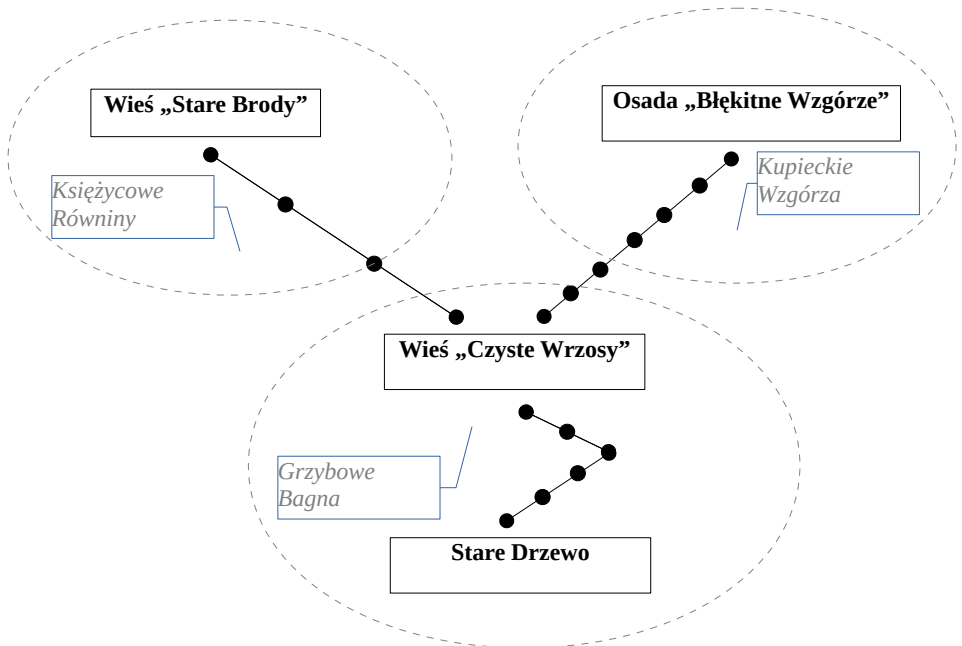 Wieś „Stare Brody”
Osada „Błękitne Wzgórze”
Księżycowe
Równiny
Kupieckie
Wzgórza
Wieś „Czyste Wrzosy”
Grzybowe
Bagna
Stare Drzewo